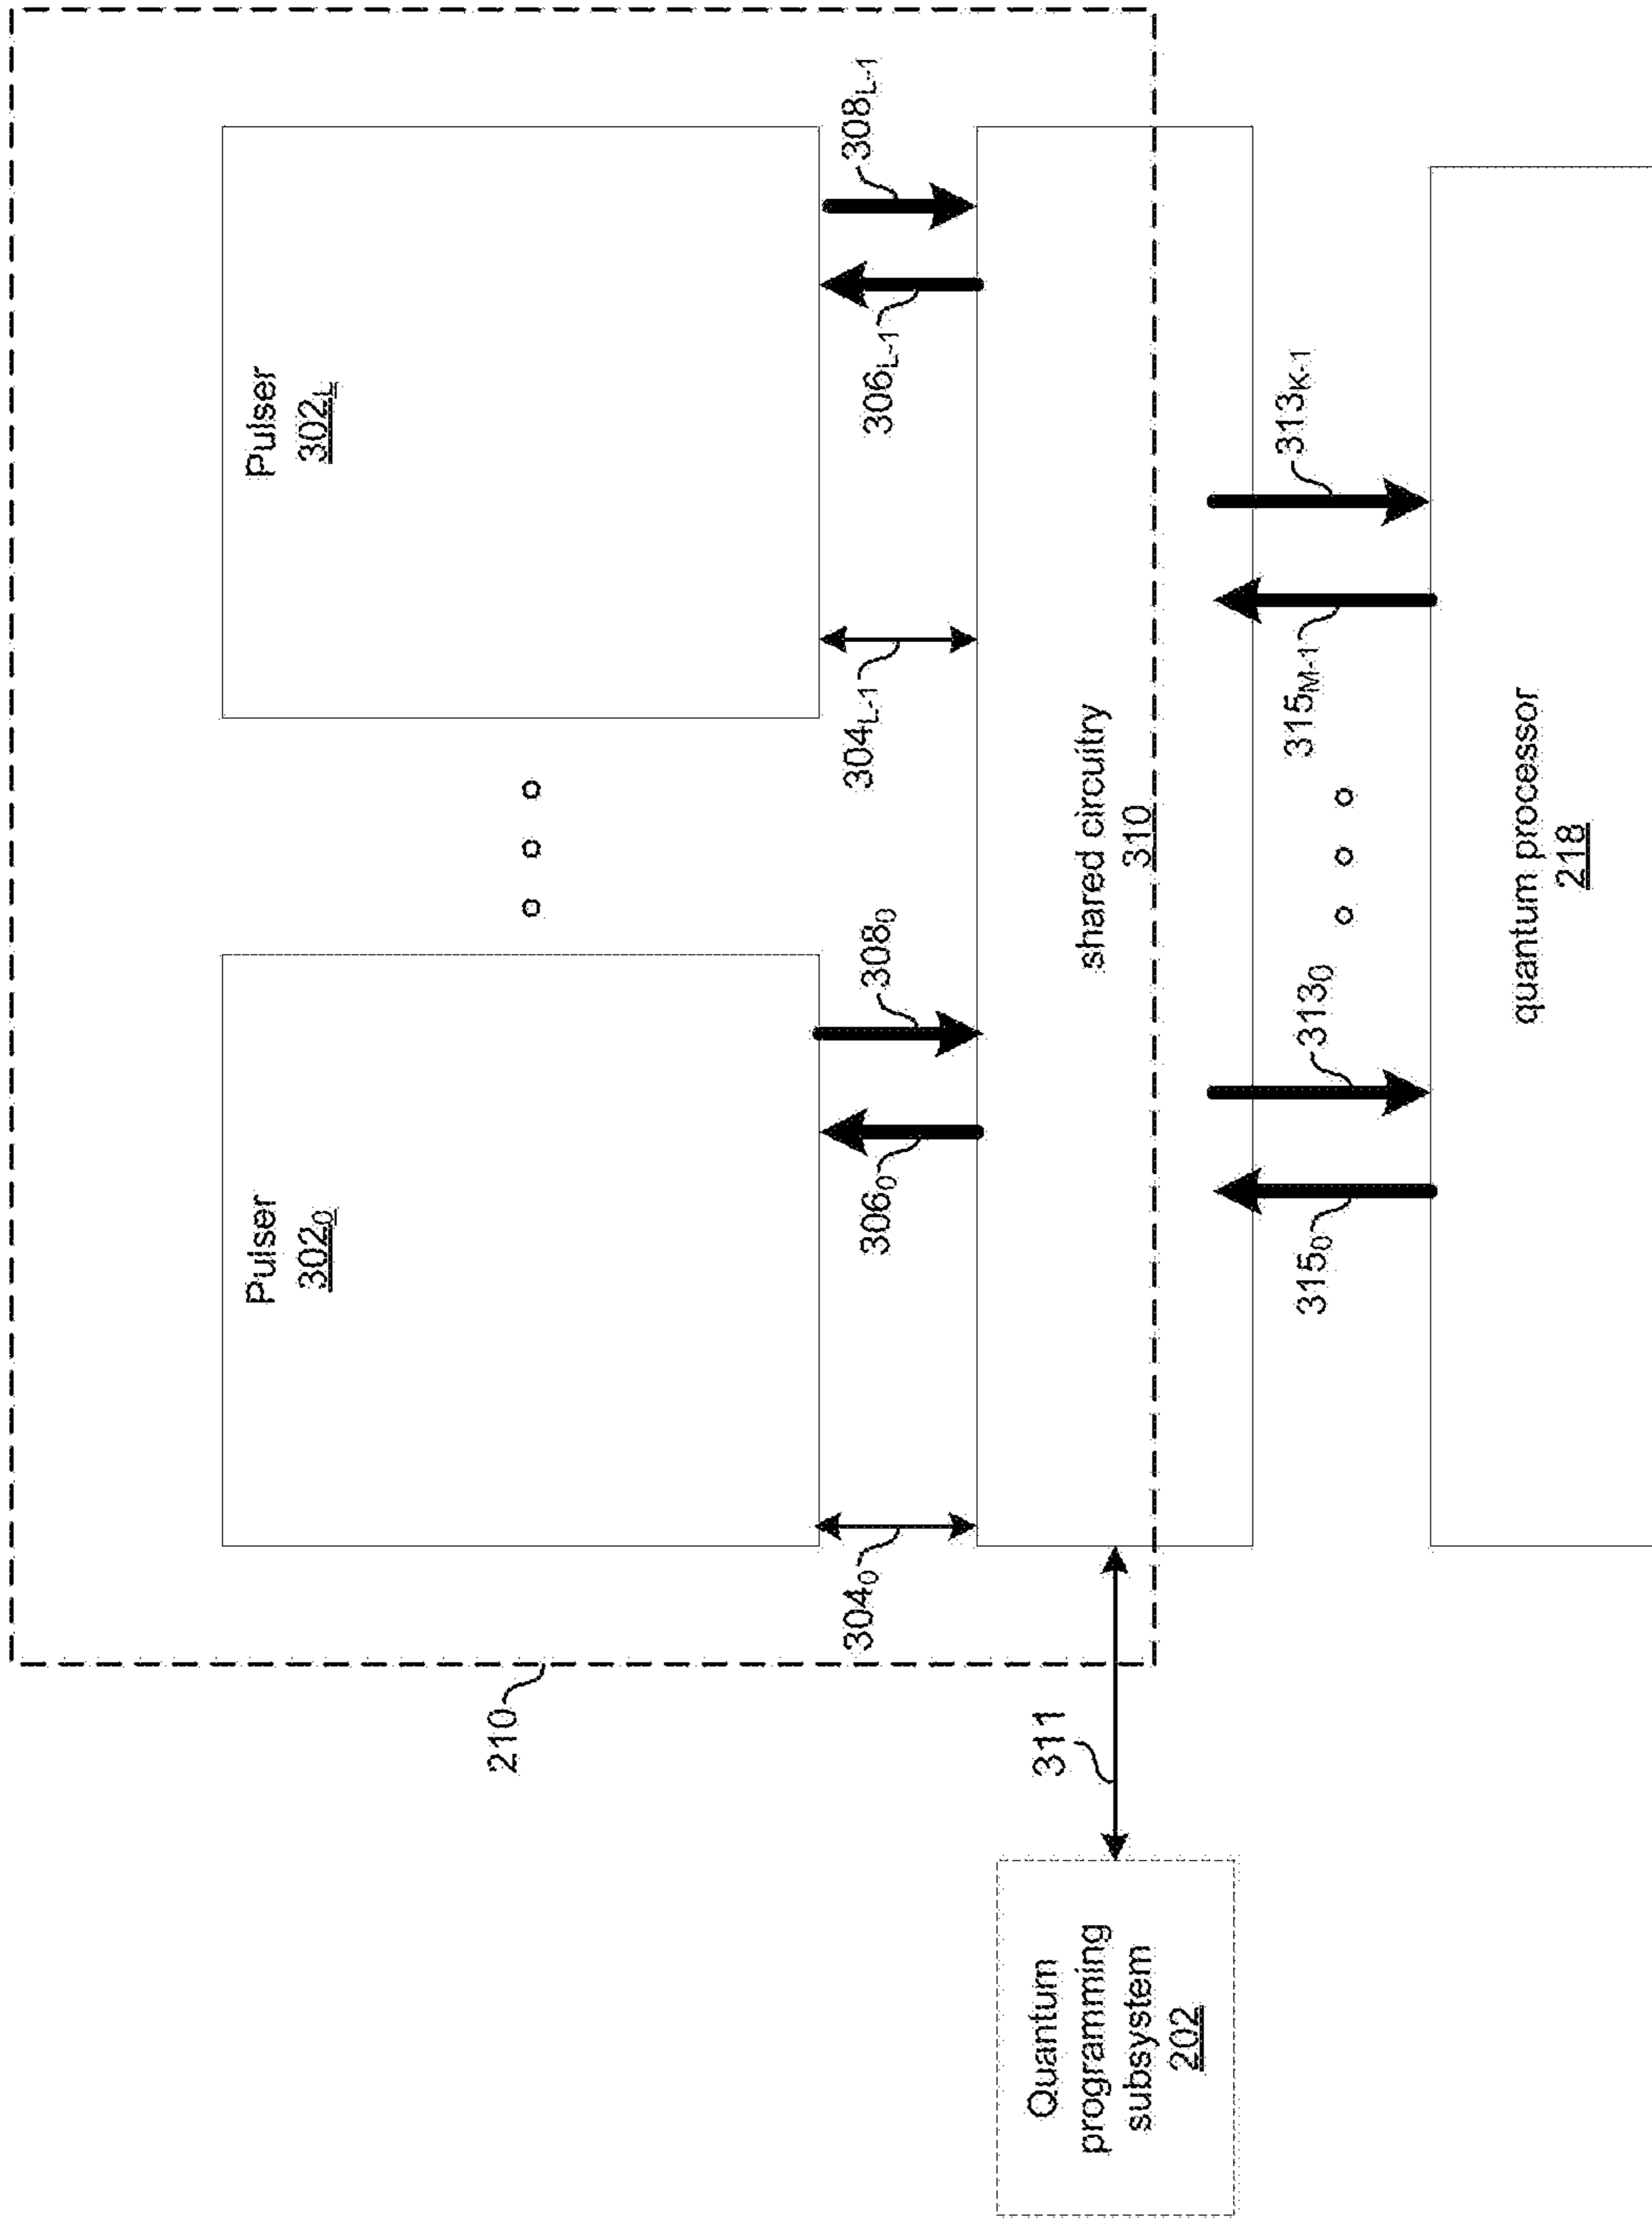 210
Pulser
302₀
Pulser
302L
304₀
306₀
308₀
304L-1
306L-1
308L-1
311
shared circuitry
310
Quantum
programming
subsystem
202
315₀
313₀
315M-1
313K-1
quantum processor
218